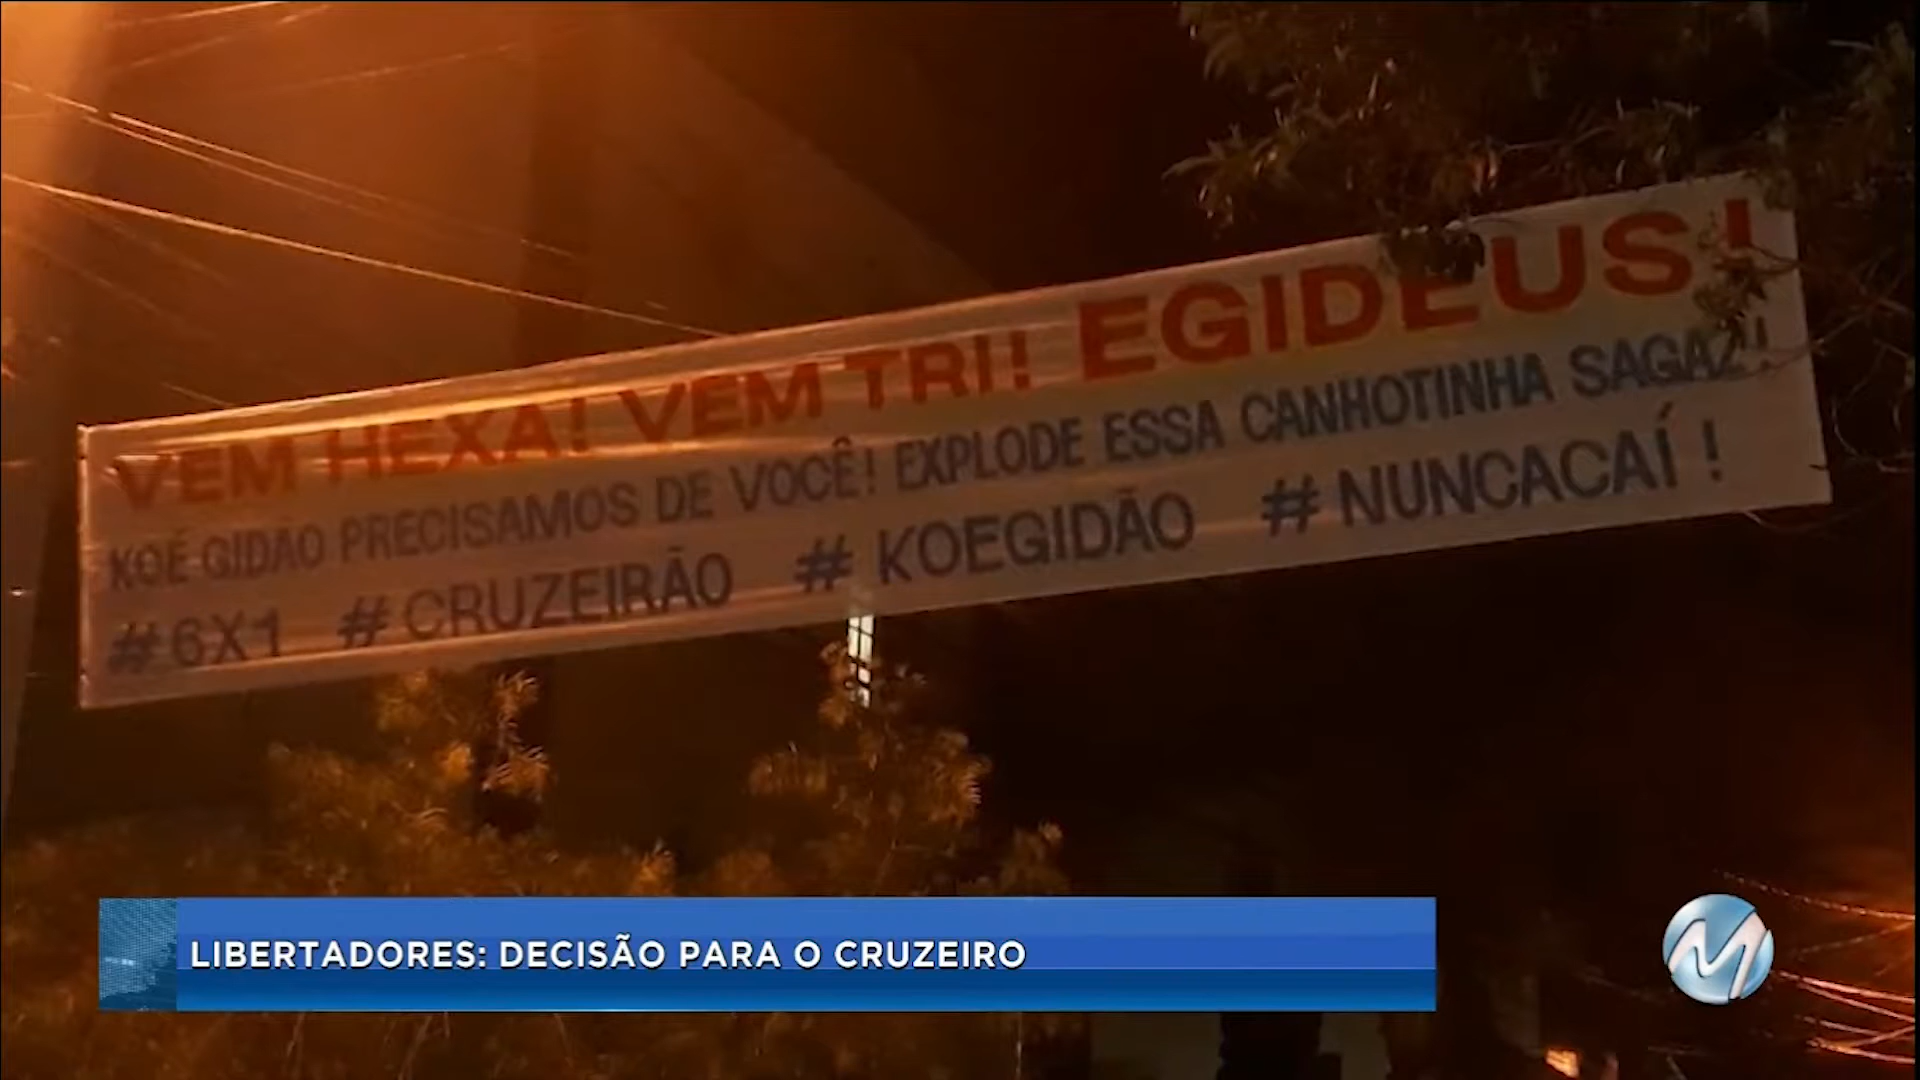 VEM HEXA! VEM TRI! EGIDEUS!
KOÉ GIDÃO PRECISAMOS DE VOCÊ! EXPLODE ESSA CANHOTINHA SAGAZ!!
#6X1 #CRUZEIRÃO #KOEGIDÃO #NUNCACAÍ!
LIBERTADORES: DECISÃO PARA O CRUZEIRO
M